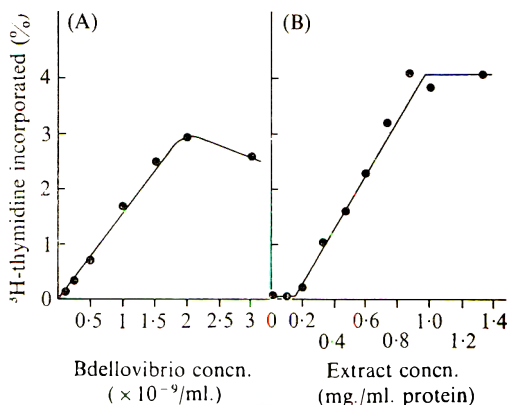 (A)
(B)
³H-thymidine incorporated (%)
4
3
2
1
0
0·5 1 1·5 2 2·5 3
0 0·2 0·4 0·6 0·8 1·0 1·2 1·4
Bdellovibrio concn.
(× 10⁻⁹/ml.)
Extract concn.
(mg./ml. protein)